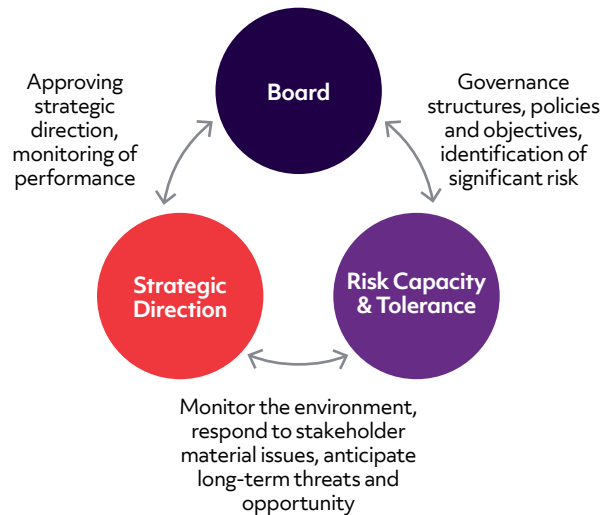 Board
Approving
strategic
direction,
monitoring of
performance
Governance
structures, policies
and objectives,
identification of
significant risk
Strategic
Direction
Risk Capacity
& Tolerance
Monitor the environment,
respond to stakeholder
material issues, anticipate
long-term threats and
opportunity